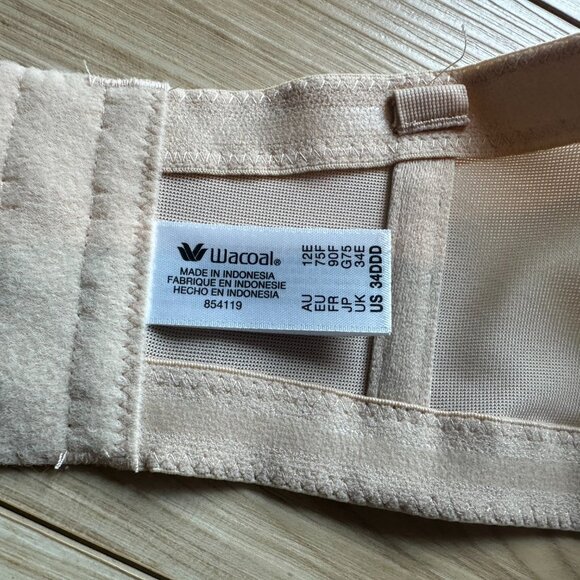 Wacoal®
MADE IN INDONESIA
FABRIQUE EN INDONESIE
HECHO EN INDONESIA
854119
AU 12E
EU 75F
FR 90F
JP G75
UK 34E
US 34DDD